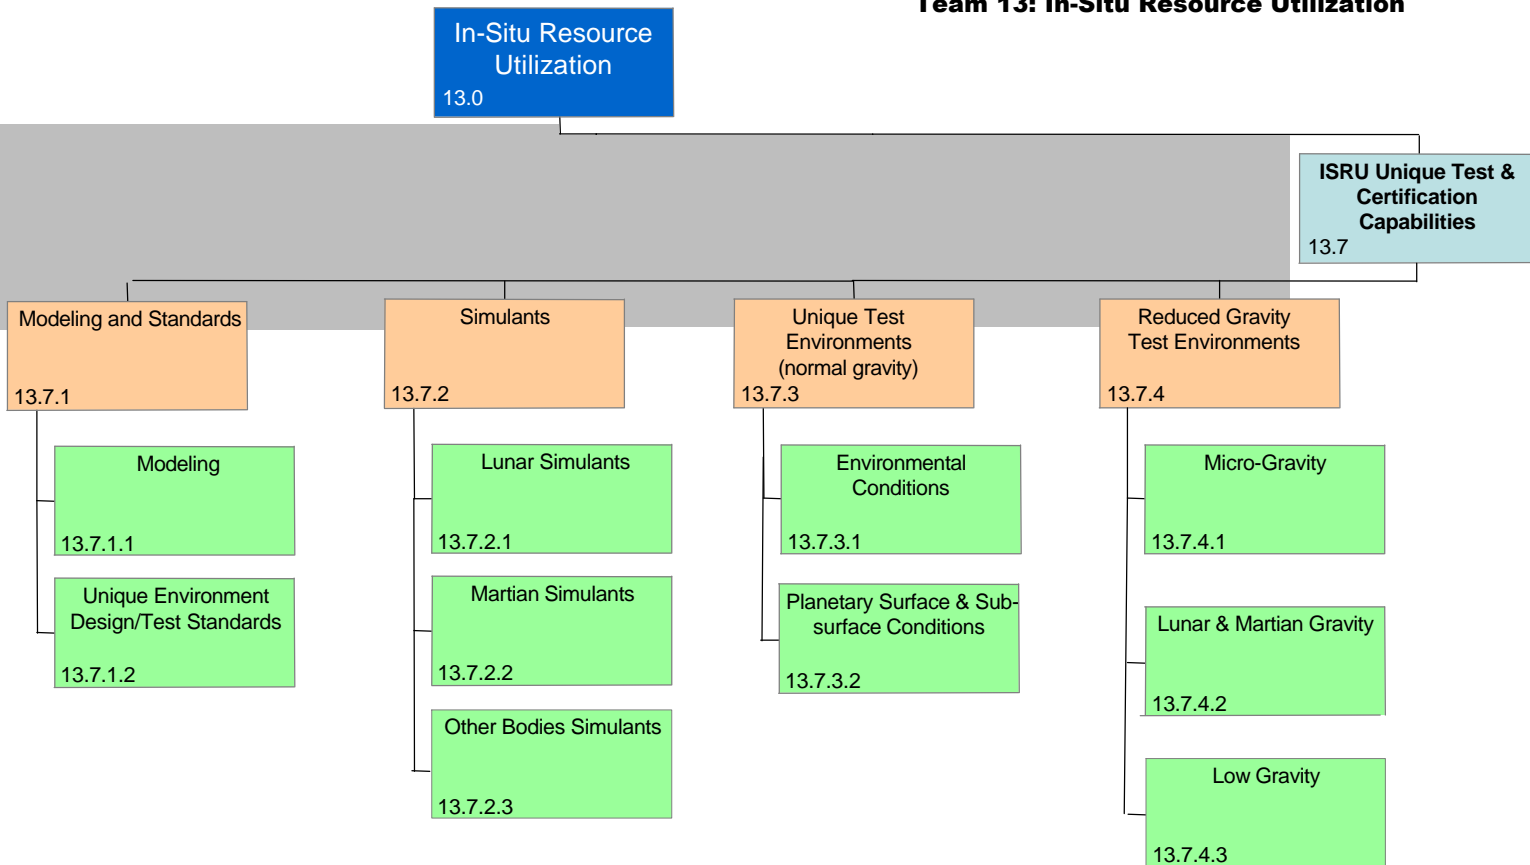 Team 13: In-Situ Resource Utilization
In-Situ Resource
Utilization
13.0
ISRU Unique Test &
Certification
Capabilities
13.7
Modeling and Standards
13.7.1
Simulants
13.7.2
Unique Test
Environments
(normal gravity)
13.7.3
Reduced Gravity
Test Environments
13.7.4
Modeling
13.7.1.1
Unique Environment
Design/Test Standards
13.7.1.2
Lunar Simulants
13.7.2.1
Martian Simulants
13.7.2.2
Other Bodies Simulants
13.7.2.3
Environmental
Conditions
13.7.3.1
Planetary Surface & Sub-
surface Conditions
13.7.3.2
Micro-Gravity
13.7.4.1
Lunar & Martian Gravity
13.7.4.2
Low Gravity
13.7.4.3